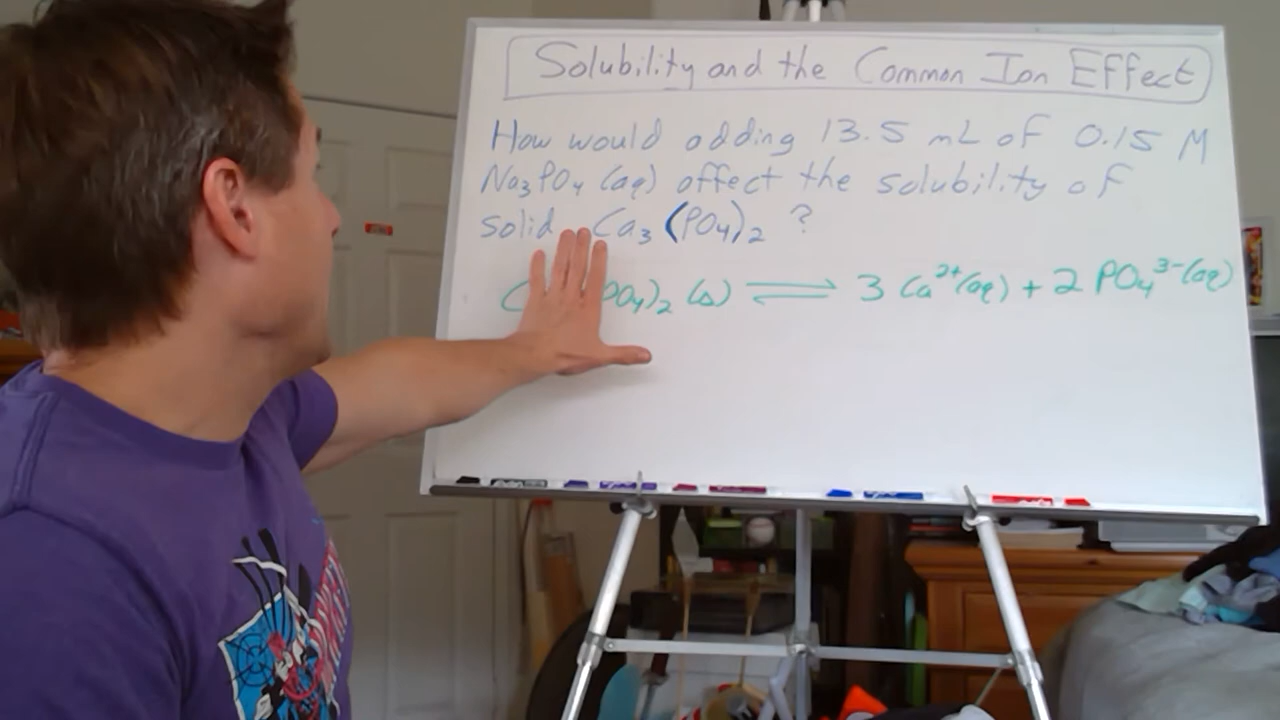 Solubility and the Common Ion Effect
How would adding 13.5 mL of 0.15 M
Na₃PO₄ (aq) affect the solubility of
solid Ca₃(PO₄)₂ ?
PO₄)₂ (s) ⇌ 3 Ca²⁺(aq) + 2 PO₄³⁻(aq)